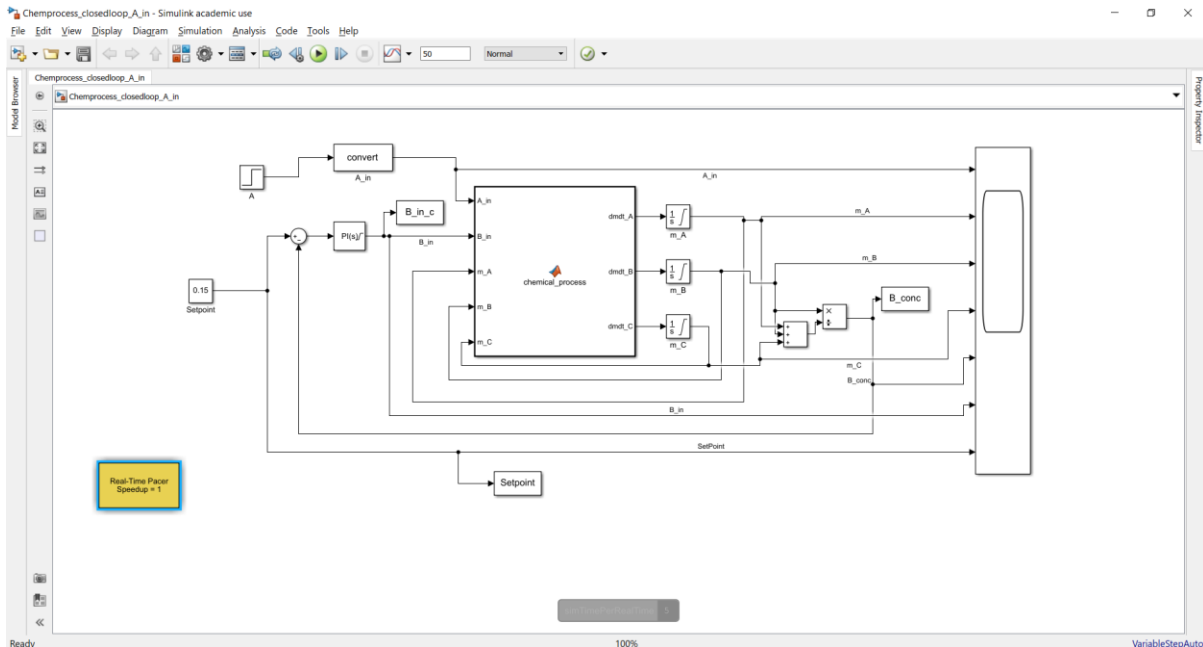 Chemprocess_closedloop_A_in - Simulink academic use
File Edit View Display Diagram Simulation Analysis Code Tools Help
50
Normal
Model Browser
Chemprocess_closedloop_A_in
Chemprocess_closedloop_A_in
Property Inspector
convert
A_in
A
A_in
B_in_c
PI(s)
B_in
0.15
Setpoint
A_in
B_in
m_A
m_B
m_C
chemical_process
dmdt_A
dmdt_B
dmdt_C
1
s
m_A
1
s
m_B
1
s
m_C
m_A
m_B
+
+
+
×
÷
B_conc
m_C
B_conc
B_in
SetPoint
Setpoint
Real-Time Pacer
Speedup = 1
5
Ready
100%
VariableStepAuto